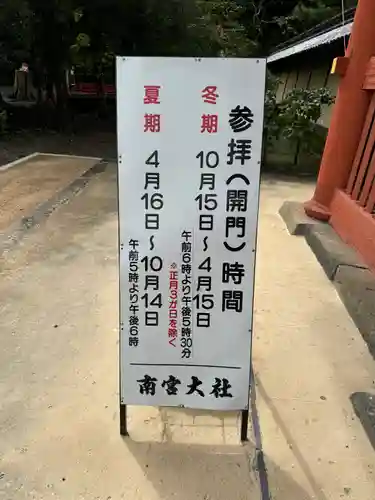 参拝(開門)時間
冬期
10月15日〜4月15日
午前6時より午後5時30分
※正月3が日を除く
夏期
4月16日〜10月14日
午前5時より午後6時
南宮大社